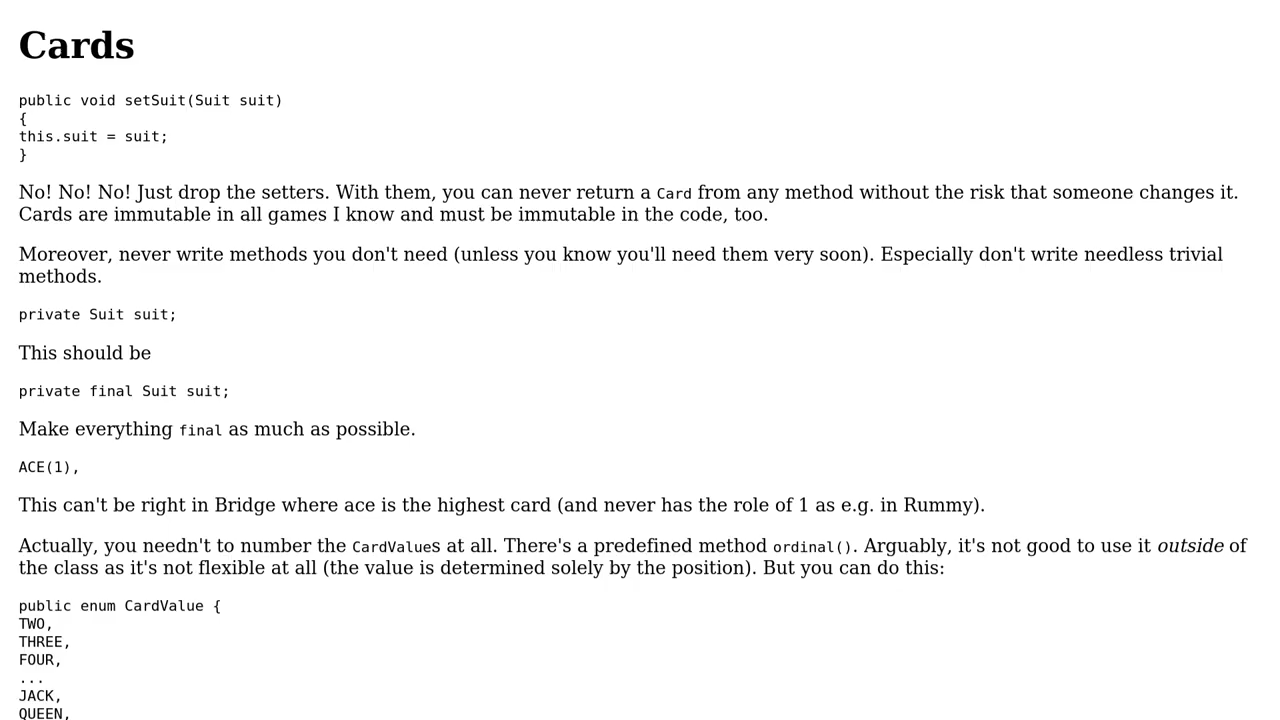 Cards
public void setSuit(Suit suit)
{
this.suit = suit;
}
No! No! No! Just drop the setters. With them, you can never return a Card from any method without the risk that someone changes it.
Cards are immutable in all games I know and must be immutable in the code, too.
Moreover, never write methods you don't need (unless you know you'll need them very soon). Especially don't write needless trivial
methods.
private Suit suit;
This should be
private final Suit suit;
Make everything final as much as possible.
ACE(1),
This can't be right in Bridge where ace is the highest card (and never has the role of 1 as e.g. in Rummy).
Actually, you needn't to number the CardValues at all. There's a predefined method ordinal(). Arguably, it's not good to use it outside of
the class as it's not flexible at all (the value is determined solely by the position). But you can do this:
public enum CardValue {
TWO,
THREE,
FOUR,
...
JACK,
QUEEN,